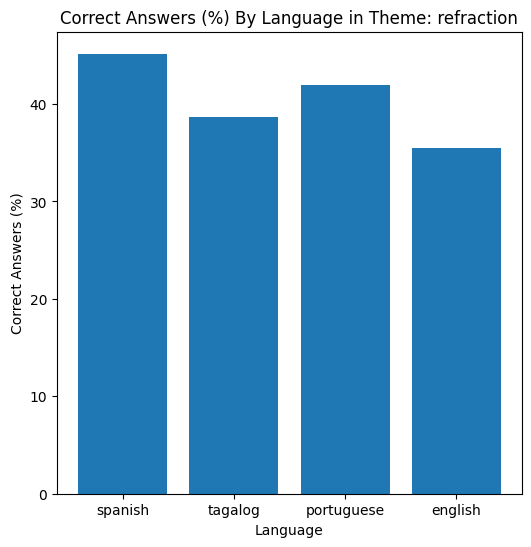 Correct Answers (%) By Language in Theme: refraction
Correct Answers (%)
40
30
20
10
0
spanish tagalog portuguese english
Language